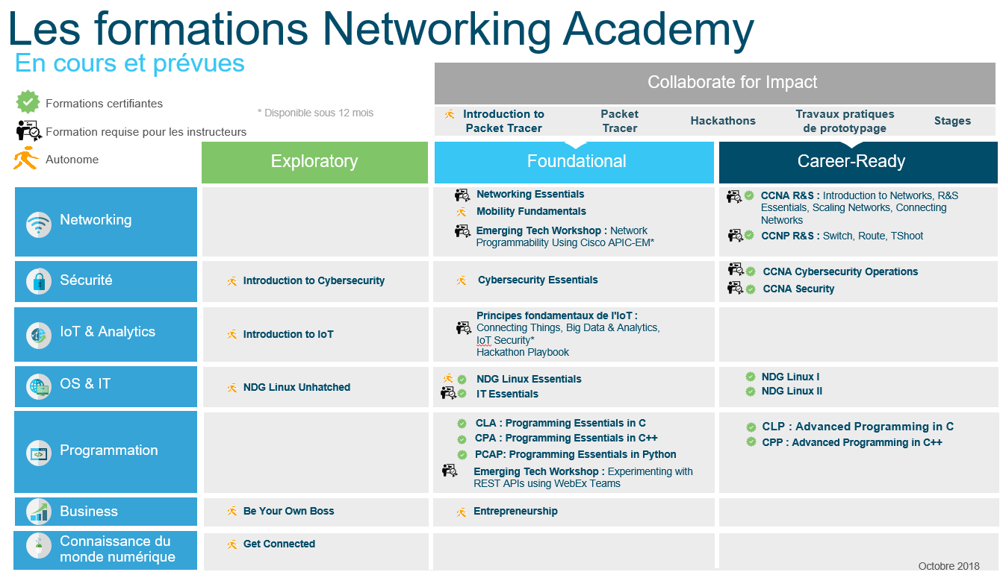 Les formations Networking Academy
En cours et prévues
Formations certifiantes
* Disponible sous 12 mois
Formation requise pour les instructeurs
Autonome
Collaborate for Impact
Introduction to
Packet Tracer
Packet
Tracer
Hackathons
Travaux pratiques
de prototypage
Stages
Exploratory
Foundational
Career-Ready
Networking
Networking Essentials
Mobility Fundamentals
Emerging Tech Workshop : Network
Programmability Using Cisco APIC-EM*
CCNA R&S : Introduction to Networks, R&S
Essentials, Scaling Networks, Connecting
Networks
CCNP R&S : Switch, Route, TShoot
Sécurité
Introduction to Cybersecurity
Cybersecurity Essentials
CCNA Cybersecurity Operations
CCNA Security
IoT & Analytics
Introduction to IoT
Principes fondamentaux de l'IoT :
Connecting Things, Big Data & Analytics,
IoT Security*
Hackathon Playbook
OS & IT
NDG Linux Unhatched
NDG Linux Essentials
IT Essentials
NDG Linux I
NDG Linux II
Programmation
CLA : Programming Essentials in C
CPA : Programming Essentials in C++
PCAP: Programming Essentials in Python
Emerging Tech Workshop : Experimenting with
REST APIs using WebEx Teams
CLP : Advanced Programming in C
CPP : Advanced Programming in C++
Business
Be Your Own Boss
Entrepreneurship
Connaissance du
monde numérique
Get Connected
Octobre 2018